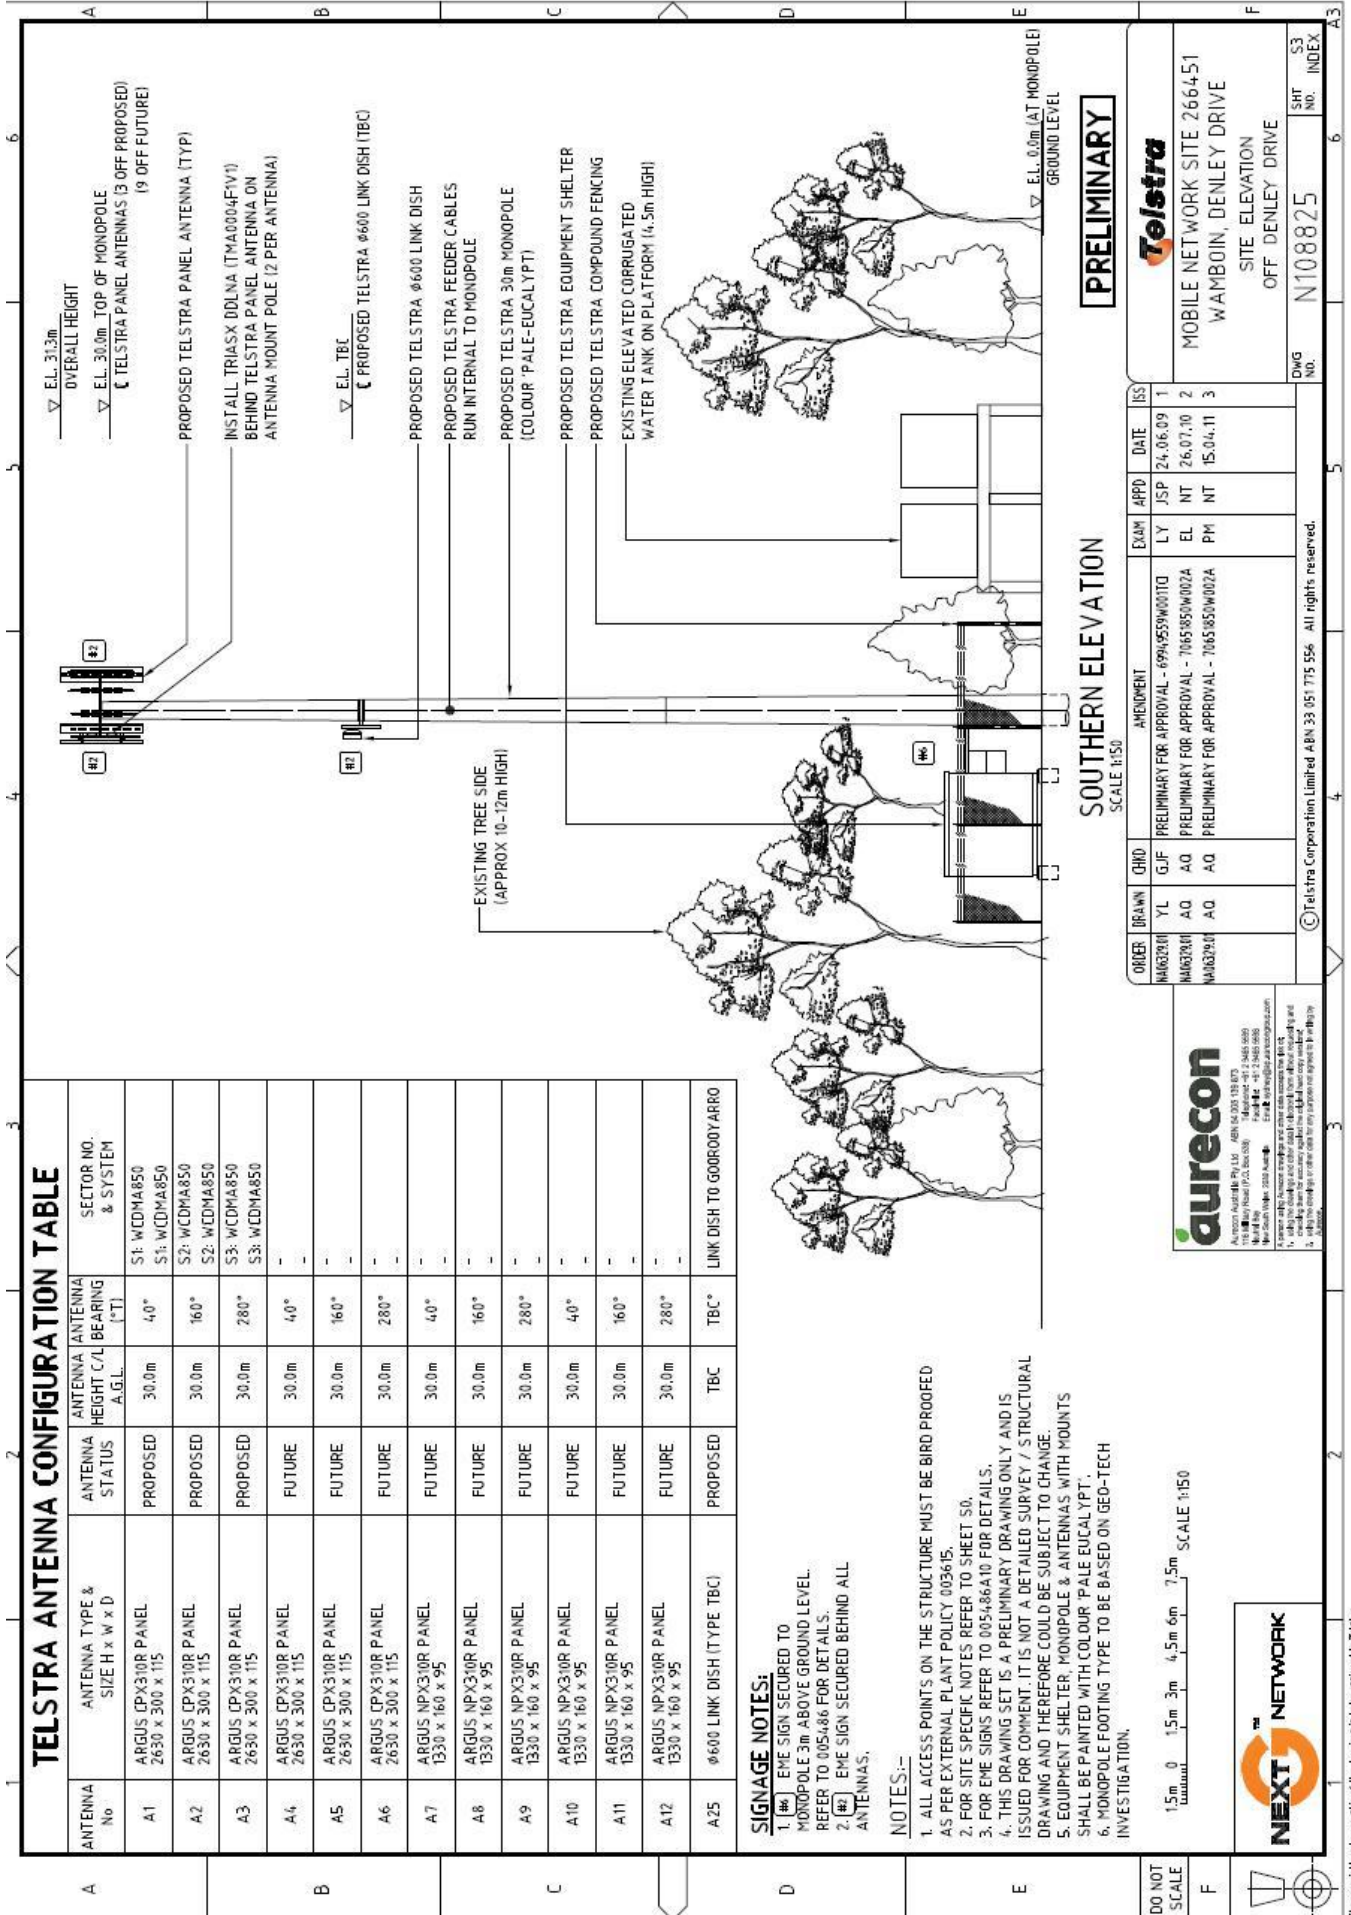 TELSTRA ANTENNA CONFIGURATION TABLE
ANTENNA No | ANTENNA TYPE & SIZE H x W x D | ANTENNA STATUS | ANTENNA HEIGHT C/L A.G.L. | ANTENNA BEARING (°T) | SECTOR NO. & SYSTEM
A1 | ARGUS CPX310R PANEL 2630 x 300 x 115 | PROPOSED | 30.0m | 40° | S1: WCDMA850 S1: WCDMA850
A2 | ARGUS CPX310R PANEL 2630 x 300 x 115 | PROPOSED | 30.0m | 160° | S2: WCDMA850 S2: WCDMA850
A3 | ARGUS CPX310R PANEL 2630 x 300 x 115 | PROPOSED | 30.0m | 280° | S3: WCDMA850 S3: WCDMA850
A4 | ARGUS CPX310R PANEL 2630 x 300 x 115 | FUTURE | 30.0m | 40° | - -
A5 | ARGUS CPX310R PANEL 2630 x 300 x 115 | FUTURE | 30.0m | 160° | - -
A6 | ARGUS CPX310R PANEL 2630 x 300 x 115 | FUTURE | 30.0m | 280° | - -
A7 | ARGUS NPX310R PANEL 1330 x 160 x 95 | FUTURE | 30.0m | 40° | - -
A8 | ARGUS NPX310R PANEL 1330 x 160 x 95 | FUTURE | 30.0m | 160° | - -
A9 | ARGUS NPX310R PANEL 1330 x 160 x 95 | FUTURE | 30.0m | 280° | - -
A10 | ARGUS NPX310R PANEL 1330 x 160 x 95 | FUTURE | 30.0m | 40° | - -
A11 | ARGUS NPX310R PANEL 1330 x 160 x 95 | FUTURE | 30.0m | 160° | - -
A12 | ARGUS NPX310R PANEL 1330 x 160 x 95 | FUTURE | 30.0m | 280° | - -
A25 | Ø600 LINK DISH (TYPE TBC) | PROPOSED | TBC | TBC° | LINK DISH TO GOOROOYARRO
SIGNAGE NOTES:
1. #6 EME SIGN SECURED TO
MONOPOLE 3m ABOVE GROUND LEVEL.
REFER TO 005486 FOR DETAILS.
2. #2 EME SIGN SECURED BEHIND ALL
ANTENNAS.
NOTES:-
1. ALL ACCESS POINTS ON THE STRUCTURE MUST BE BIRD PROOFED
AS PER EXTERNAL PLANT POLICY 003615.
2. FOR SITE SPECIFIC NOTES REFER TO SHEET S0.
3. FOR EME SIGNS REFER TO 005486A10 FOR DETAILS.
4. THIS DRAWING SET IS A PRELIMINARY DRAWING ONLY AND IS
ISSUED FOR COMMENT. IT IS NOT A DETAILED SURVEY / STRUCTURAL
DRAWING AND THEREFORE COULD BE SUBJECT TO CHANGE.
5. EQUIPMENT SHELTER, MONOPOLE & ANTENNAS WITH MOUNTS
SHALL BE PAINTED WITH COLOUR 'PALE EUCALYPT'.
6. MONOPOLE FOOTING TYPE TO BE BASED ON GEO-TECH
INVESTIGATION.
E.L. 31.3m
OVERALL HEIGHT
E.L. 30.0m TOP OF MONOPOLE
℄ TELSTRA PANEL ANTENNAS (3 OFF PROPOSED)
(9 OFF FUTURE)
PROPOSED TELSTRA PANEL ANTENNA (TYP)
INSTALL TRIASX DDLNA (TMA0004F1V1)
BEHIND TELSTRA PANEL ANTENNA ON
ANTENNA MOUNT POLE (2 PER ANTENNA)
E.L. TBC
℄ PROPOSED TELSTRA Ø600 LINK DISH (TBC)
PROPOSED TELSTRA Ø600 LINK DISH
PROPOSED TELSTRA FEEDER CABLES
RUN INTERNAL TO MONOPOLE
PROPOSED TELSTRA 30m MONOPOLE
(COLOUR 'PALE-EUCALYPT')
PROPOSED TELSTRA EQUIPMENT SHELTER
PROPOSED TELSTRA COMPOUND FENCING
EXISTING ELEVATED CORRUGATED
WATER TANK ON PLATFORM (4.5m HIGH)
E.L. 0.0m (AT MONOPOLE)
GROUND LEVEL
EXISTING TREE SIDE
(APPROX 10-12m HIGH)
#2
#2
#2
#6
SOUTHERN ELEVATION
SCALE 1:150
PRELIMINARY
1.5m 0 1.5m 3m 4.5m 6m 7.5m SCALE 1:150
DO NOT
SCALE
NEXT G NETWORK ™
aurecon
Aurecon Australia Pty Ltd
ORDER | DRAWN | CHKD | AMENDMENT | EXAM | APPD | DATE | ISS
NA06329.01 | YL | GJF | PRELIMINARY FOR APPROVAL | LY | JSP | 24.06.09 | 1
NA06329.01 | AQ | AQ | PRELIMINARY FOR APPROVAL - 70651850W002A | EL | NT | 26.07.10 | 2
NA06329.01 | AQ | AQ | PRELIMINARY FOR APPROVAL - 70651850W002A | PM | NT | 15.04.11 | 3
©Telstra Corporation Limited ABN 33 051 775 556 All rights reserved.
Telstra
MOBILE NETWORK SITE 266451
WAMBOIN, DENLEY DRIVE
SITE ELEVATION
OFF DENLEY DRIVE
DWG NO. N108825
SHT NO. S3
INDEX
A3
1 2 3 4 5 6
1 2 3 4 5 6
A B C D E F
A B C D E F